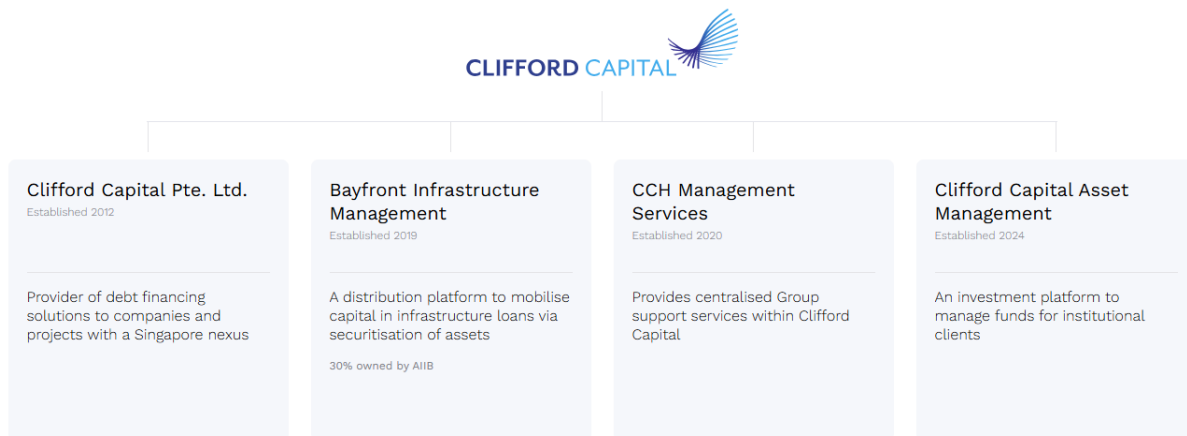 CLIFFORD CAPITAL
Clifford Capital Pte. Ltd.
Established 2012
Provider of debt financing
solutions to companies and
projects with a Singapore nexus
Bayfront Infrastructure
Management
Established 2019
A distribution platform to mobilise
capital in infrastructure loans via
securitisation of assets
30% owned by AIIB
CCH Management
Services
Established 2020
Provides centralised Group
support services within Clifford
Capital
Clifford Capital Asset
Management
Established 2024
An investment platform to
manage funds for institutional
clients